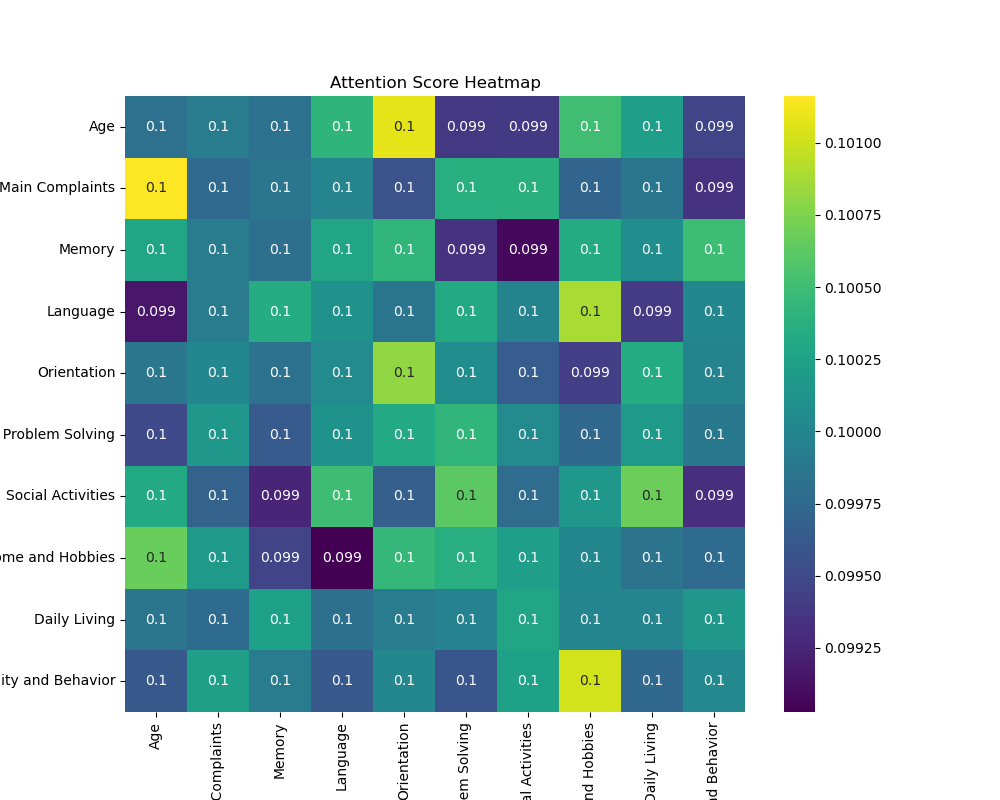 Attention Score Heatmap
Age 0.1 0.1 0.1 0.1 0.1 0.099 0.099 0.1 0.1 0.099
Main Complaints 0.1 0.1 0.1 0.1 0.1 0.1 0.1 0.1 0.1 0.099
Memory 0.1 0.1 0.1 0.1 0.1 0.099 0.099 0.1 0.1 0.1
Language 0.099 0.1 0.1 0.1 0.1 0.1 0.1 0.1 0.099 0.1
Orientation 0.1 0.1 0.1 0.1 0.1 0.1 0.1 0.099 0.1 0.1
Problem Solving 0.1 0.1 0.1 0.1 0.1 0.1 0.1 0.1 0.1 0.1
Social Activities 0.1 0.1 0.099 0.1 0.1 0.1 0.1 0.1 0.1 0.099
ome and Hobbies 0.1 0.1 0.099 0.099 0.1 0.1 0.1 0.1 0.1 0.1
Daily Living 0.1 0.1 0.1 0.1 0.1 0.1 0.1 0.1 0.1 0.1
ity and Behavior 0.1 0.1 0.1 0.1 0.1 0.1 0.1 0.1 0.1 0.1
Age
Complaints
Memory
Language
Orientation
em Solving
al Activities
nd Hobbies
Daily Living
nd Behavior
0.10100
0.10075
0.10050
0.10025
0.10000
0.09975
0.09950
0.09925